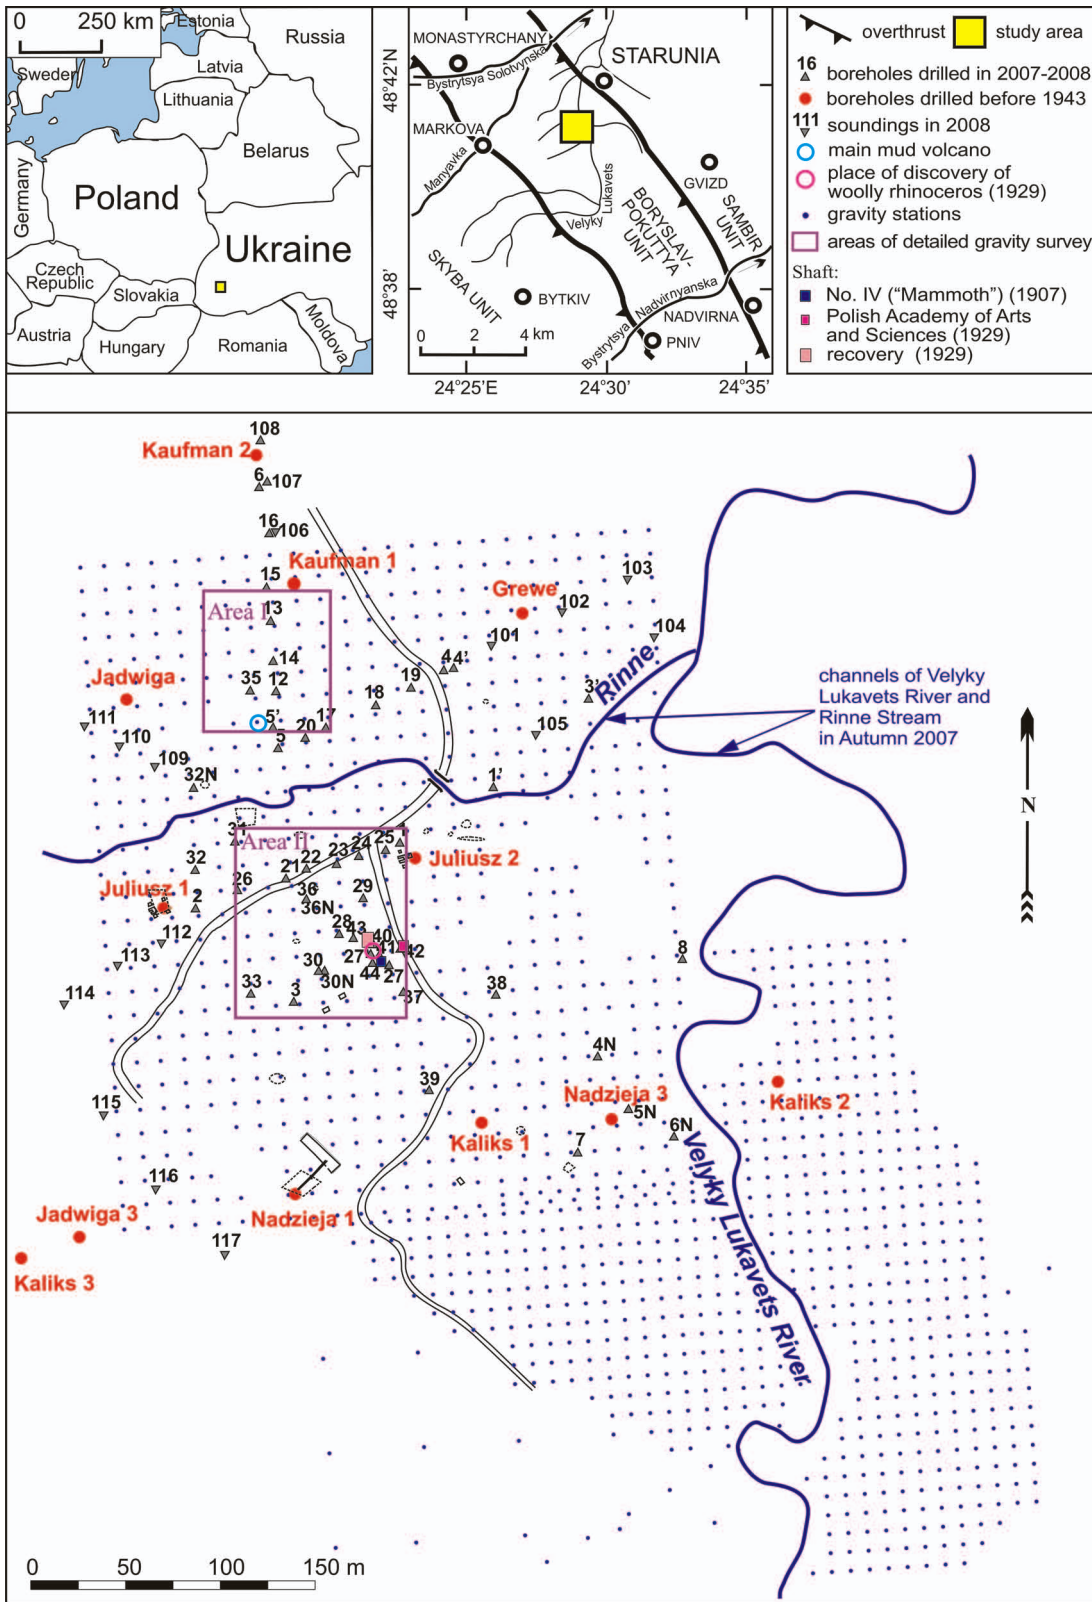 0 250 km
Estonia
Russia
Sweden
Latvia
Lithuania
Belarus
Germany
Poland
Ukraine
Czech
Republic
Slovakia
Austria
Hungary
Romania
Moldova
MONASTYRCHANY
STARUNIA
Bystrytsya Solotvynska
48°42'N
MARKOVA
Manyavka
GVIZD
Lukavets
Velyky
BORYSLAV-
POKUTTYA
UNIT
SAMBIR
UNIT
SKYBA UNIT
48°38'
BYTKIV
Bystrytsya Nadvirnyanska
NADVIRNA
PNIV
0 2 4 km
24°25'E 24°30' 24°35'
overthrust
study area
16 boreholes drilled in 2007-2008
boreholes drilled before 1943
111 soundings in 2008
main mud volcano
place of discovery of
woolly rhinoceros (1929)
gravity stations
areas of detailed gravity survey
Shaft:
No. IV ("Mammoth") (1907)
Polish Academy of Arts
and Sciences (1929)
recovery (1929)
108
Kaufman 2
6 107
16 106
Kaufman 1
15
103
Area I
13
Grewe
102
101
104
14
44'
Rinne
Jadwiga
35 12
19
18
3'
channels of Velyky
Lukavets River and
Rinne Stream
in Autumn 2007
111
5' 17
110
20
5
105
109
32N
1'
N
31
Area II
1
25
24
23
22
Juliusz 2
32
21
26
Juliusz 1
2
36
29
36N
28
43 40
112
41 42
27
113
30
44 27
8
30N
33
3
37
38
114
4N
39
Nadzieja 3
Kaliks 2
115
5N
Kaliks 1
6N
7
116
Nadzieja 1
Velyky Lukavets River
Jadwiga 3
117
Kaliks 3
0 50 100 150 m